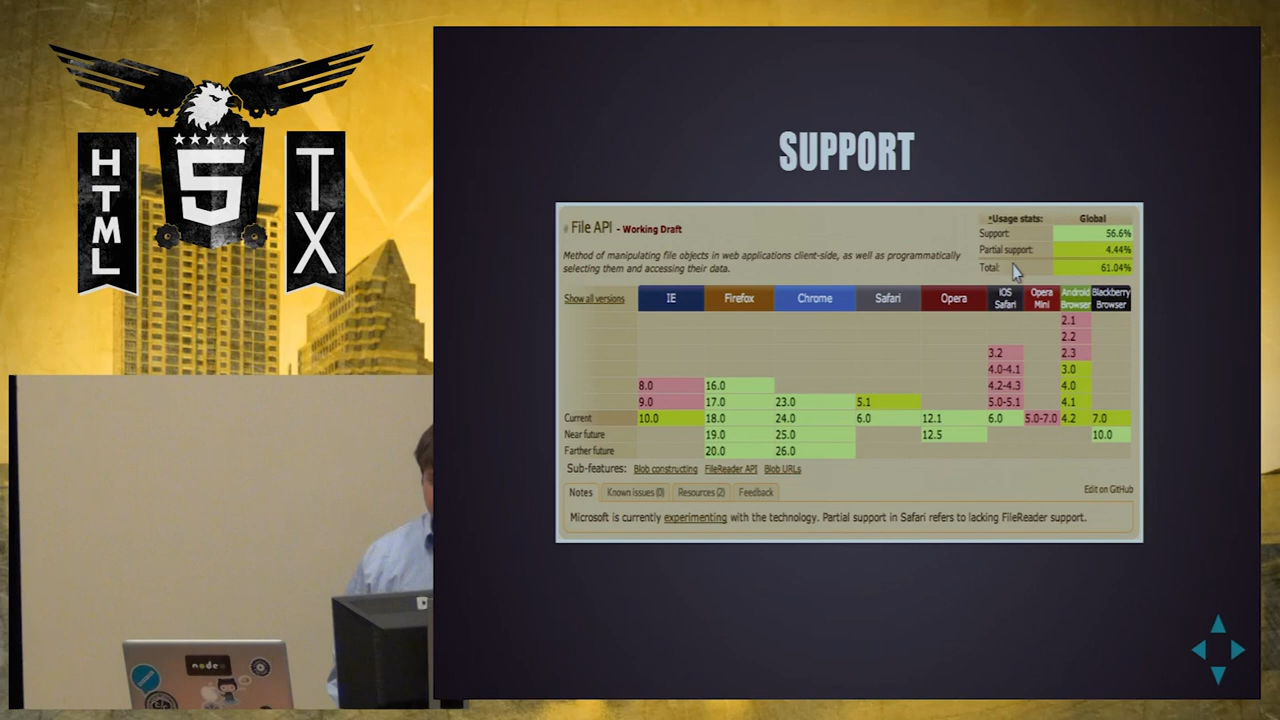 HTML
5
TX
SUPPORT
# File API - Working Draft
*Usage stats: Global
Support: 56.6%
Partial support: 4.44%
Total: 61.04%
Method of manipulating file objects in web applications client-side, as well as programmatically
selecting them and accessing their data.
Show all versions IE Firefox Chrome Safari Opera iOS Safari Opera Mini Android Browser Blackberry Browser
2.1
2.2
3.2 2.3
4.0-4.1 3.0
8.0 16.0 4.2-4.3 4.0
9.0 17.0 23.0 5.1 5.0-5.1 4.1
Current 10.0 18.0 24.0 6.0 12.1 6.0 5.0-7.0 4.2 7.0
Near future 19.0 25.0 12.5 10.0
Farther future 20.0 26.0
Sub-features: Blob constructing FileReader API Blob URLs
Notes Known issues (0) Resources (2) Feedback Edit on GitHub
Microsoft is currently experimenting with the technology. Partial support in Safari refers to lacking FileReader support.
node